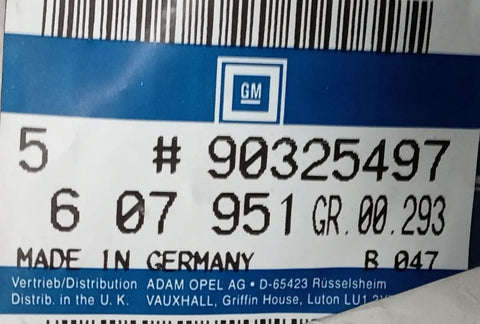 GM
5 # 90325497
6 07 951 GR.00.293
MADE IN GERMANY B 047
Vertrieb/Distribution ADAM OPEL AG • D-65423 Rüsselsheim
Distrib. in the U. K. VAUXHALL, Griffin House, Luton